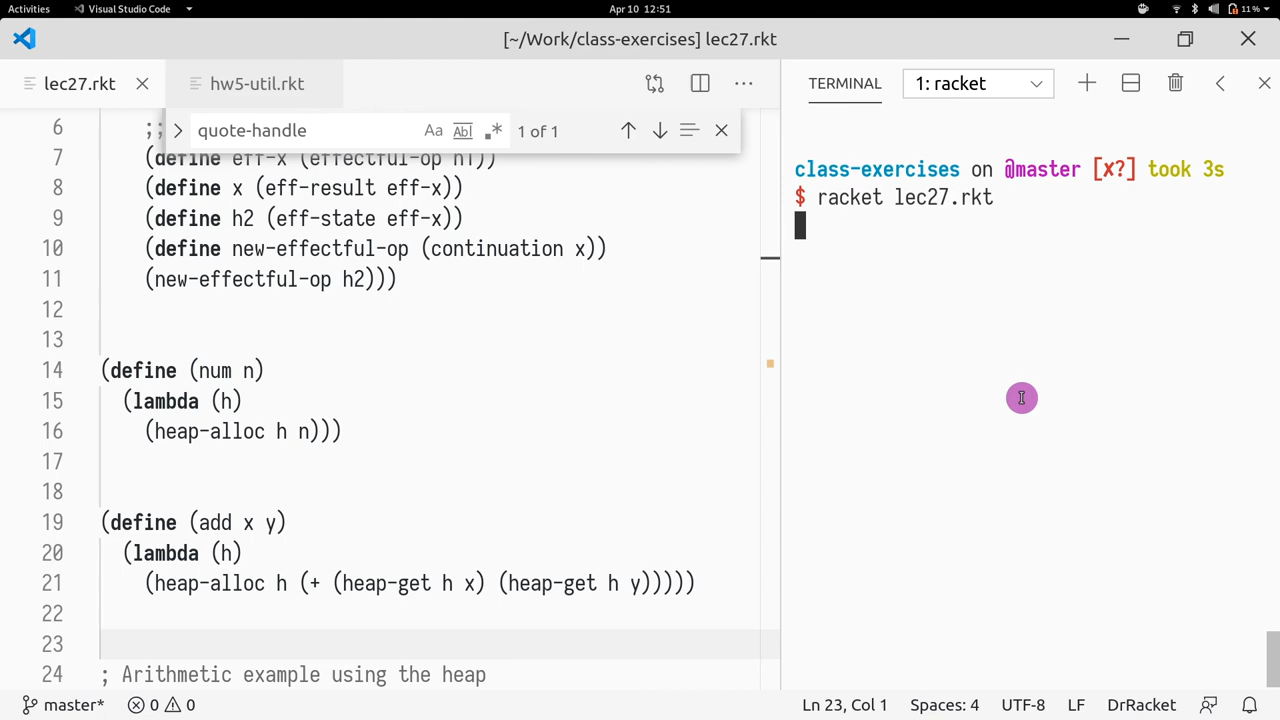 Activities
Visual Studio Code
Apr 10 12:51
11%
[~/Work/class-exercises] lec27.rkt
lec27.rkt
hw5-util.rkt
TERMINAL
1: racket
quote-handle
Aa
Abl
1 of 1
6 ;;
7 (define eff-x (effectful-op h1))
8 (define x (eff-result eff-x))
9 (define h2 (eff-state eff-x))
10 (define new-effectful-op (continuation x))
11 (new-effectful-op h2)))
12
13
14 (define (num n)
15 (lambda (h)
16 (heap-alloc h n)))
17
18
19 (define (add x y)
20 (lambda (h)
21 (heap-alloc h (+ (heap-get h x) (heap-get h y)))))
22
23
24 ; Arithmetic example using the heap
class-exercises on @master [✗?] took 3s
$ racket lec27.rkt
master*
0
0
Ln 23, Col 1
Spaces: 4
UTF-8
LF
DrRacket